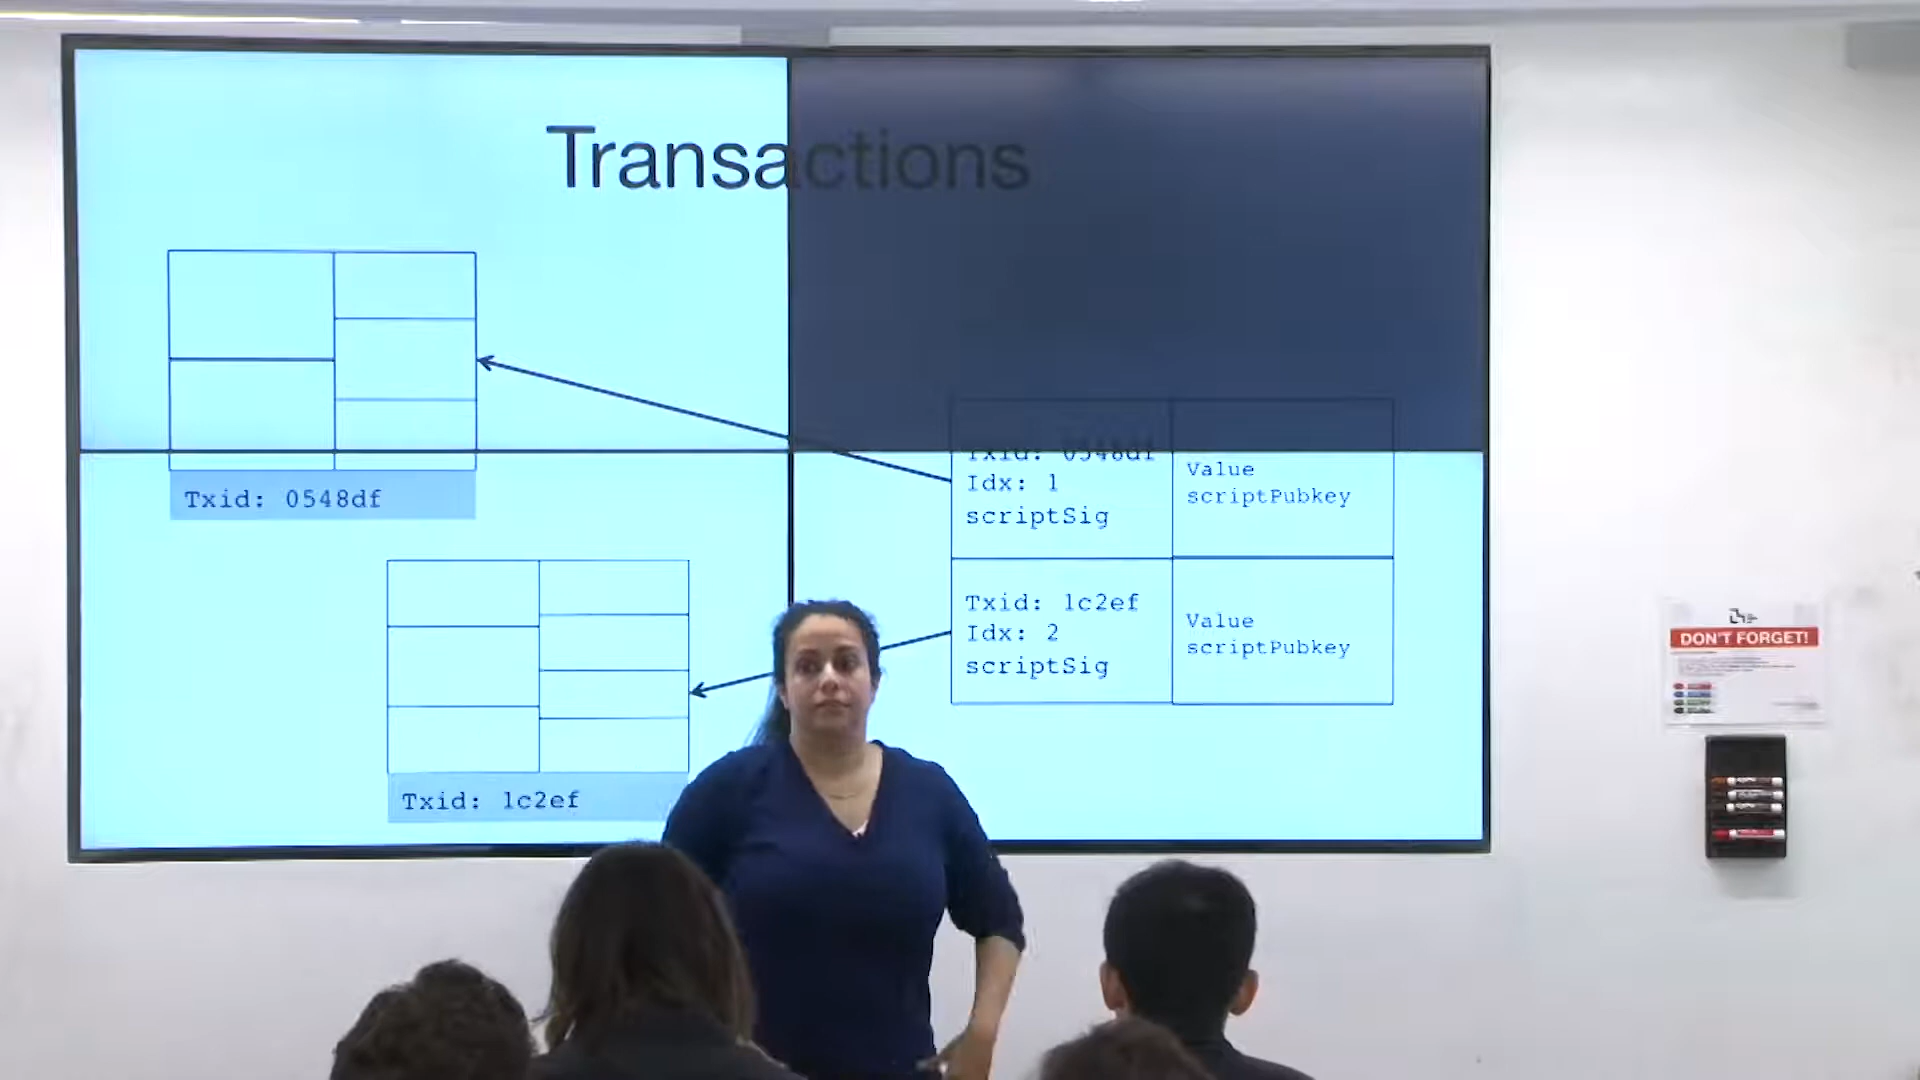 Transactions
Txid: 0548df
Idx: 1
scriptSig
Value
scriptPubkey
Txid: 0548df
Txid: 1c2ef
Idx: 2
scriptSig
Value
scriptPubkey
Txid: 1c2ef
DON'T FORGET!